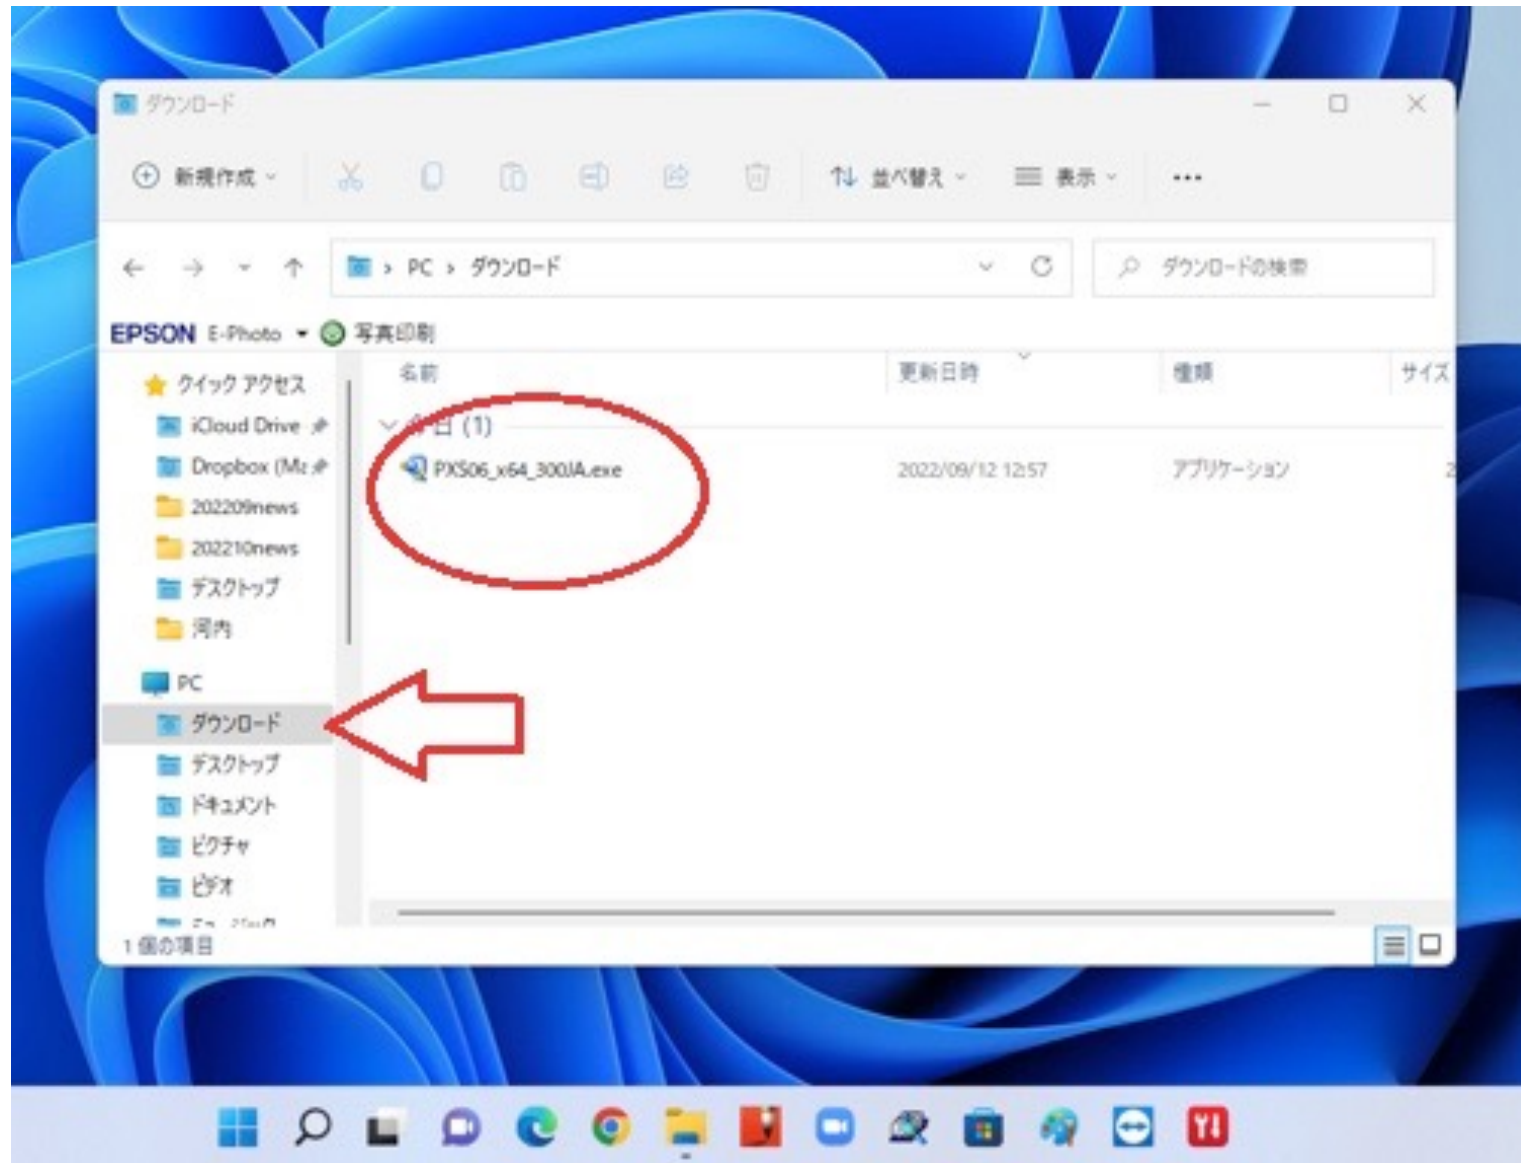 ダウンロード
新規作成 並べ替え 表示 ...
PC > ダウンロード ダウンロードの検索
EPSON E-Photo 写真印刷
名前 更新日時 種類 サイズ
クイック アクセス
iCloud Drive
Dropbox (Ma
202209news
202210news
デスクトップ
河内
PC
ダウンロード
デスクトップ
ドキュメント
ピクチャ
ビデオ
今日 (1)
PXS06_x64_300JA.exe 2022/09/12 12:57 アプリケーション 2
1 個の項目